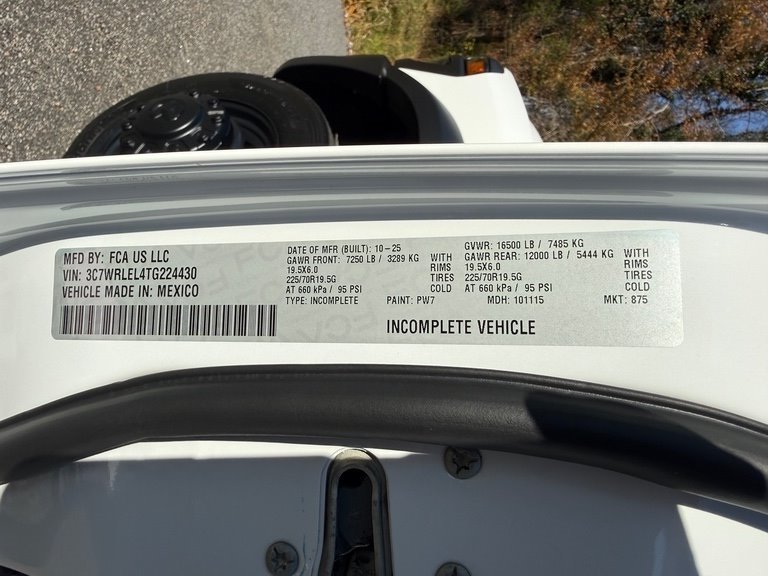 MFD BY: FCA US LLC
VIN: 3C7WRLEL4TG224430
VEHICLE MADE IN: MEXICO
DATE OF MFR (BUILT): 10-25
GAWR FRONT: 7250 LB / 3289 KG WITH
19.5X6.0 RIMS
225/70R19.5G TIRES
AT 660 kPa / 95 PSI COLD
TYPE: INCOMPLETE PAINT: PW7
GVWR: 16500 LB / 7485 KG
GAWR REAR: 12000 LB / 5444 KG WITH
19.5X6.0 RIMS
225/70R19.5G TIRES
AT 660 kPa / 95 PSI COLD
MDH: 101115 MKT: 875
INCOMPLETE VEHICLE